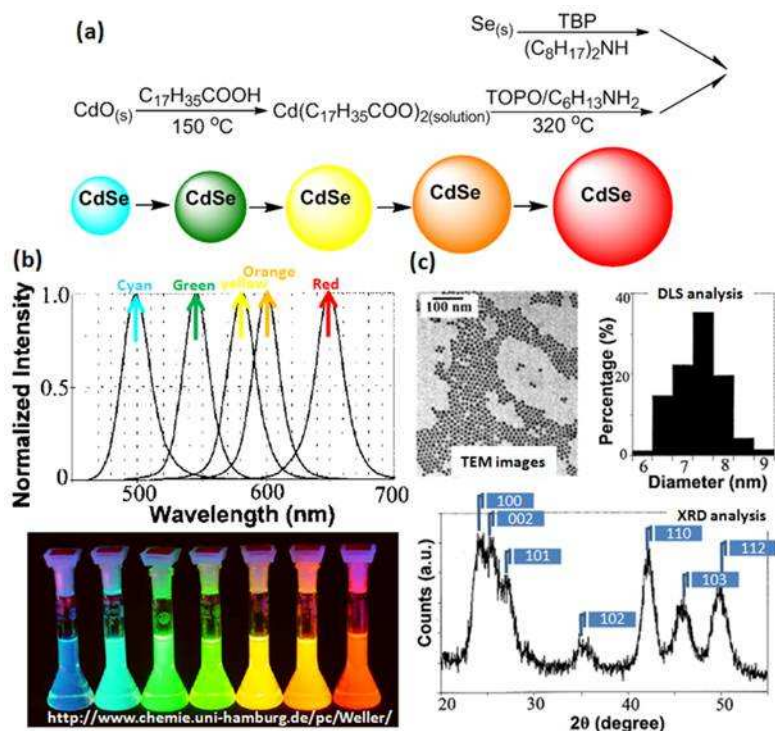 (a)
Se(s) TBP
(C8H17)2NH
CdO(s) C17H35COOH
150 °C
Cd(C17H35COO)2(solution)
TOPO/C6H13NH2
320 °C
CdSe CdSe CdSe CdSe CdSe
(b)
Cyan Green yellow Orange Red
Normalized Intensity
1.0
0.5
0
500 600 700
Wavelength (nm)
http://www.chemie.uni-hamburg.de/pc/Weller/
(c)
100 nm
TEM images
DLS analysis
Percentage (%)
40
20
0
6 7 8 9
Diameter (nm)
XRD analysis
100
002
101
102
110
103
112
Counts (a.u.)
20 30 40 50
2θ (degree)